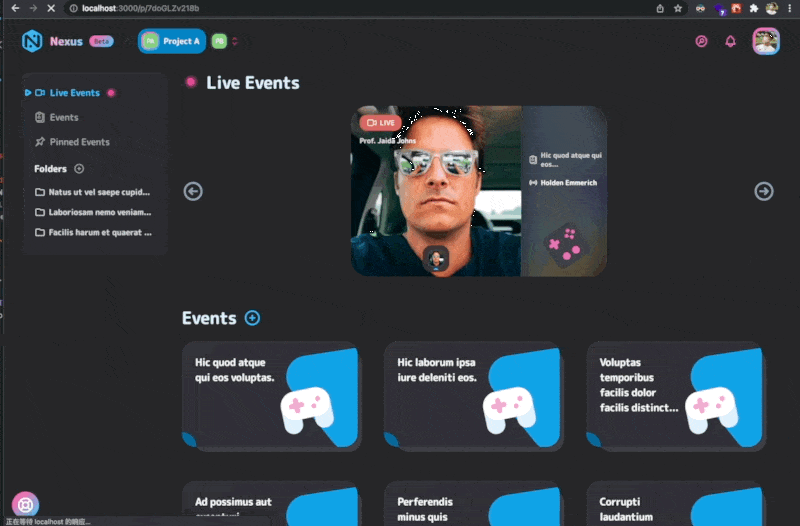 localhost:3000/p/7doGLZv218b
Nexus
Beta
Project A
Live Events
Events
Pinned Events
Folders
Natus ut vel saepe cupid...
Laboriosam nemo veniam...
Facilis harum et quaerat ...
Live Events
LIVE
Prof. Jaida Johns
Hic quod atque qui
eos...
Holden Emmerich
Events
Hic quod atque
qui eos voluptas.
Hic laborum ipsa
iure deleniti eos.
Voluptas
temporibus
facilis dolor
facilis distinct...
Ad possimus aut
Perferendis
minus quis
Corrupti
laudantium
正在等待 localhost 的响应...